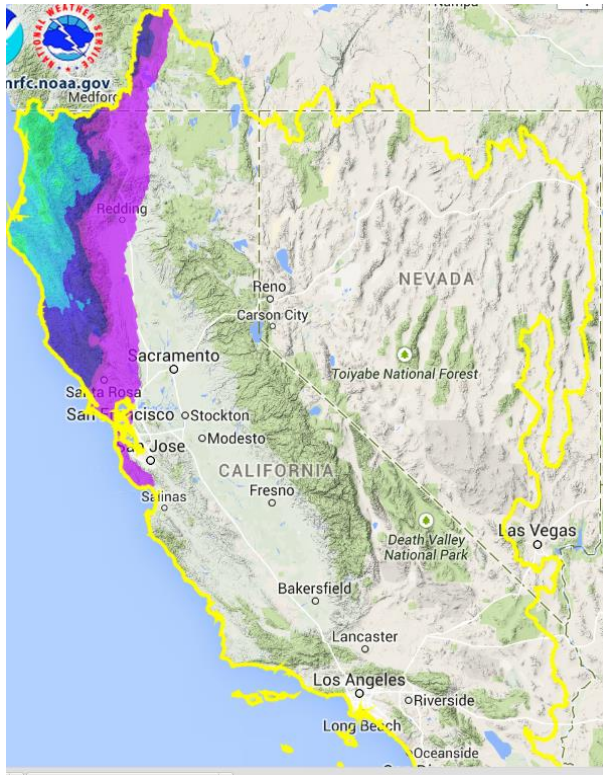 Nampa
NATIONAL WEATHER SERVICE
nrfc.noaa.gov
Medford
Redding
NEVADA
Reno
Carson City
Sacramento
Toiyabe National Forest
Santa Rosa
San Francisco
Stockton
Modesto
San Jose
CALIFORNIA
Salinas
Fresno
Las Vegas
Death Valley
National Park
Bakersfield
Lancaster
Los Angeles
Riverside
Long Beach
Oceanside